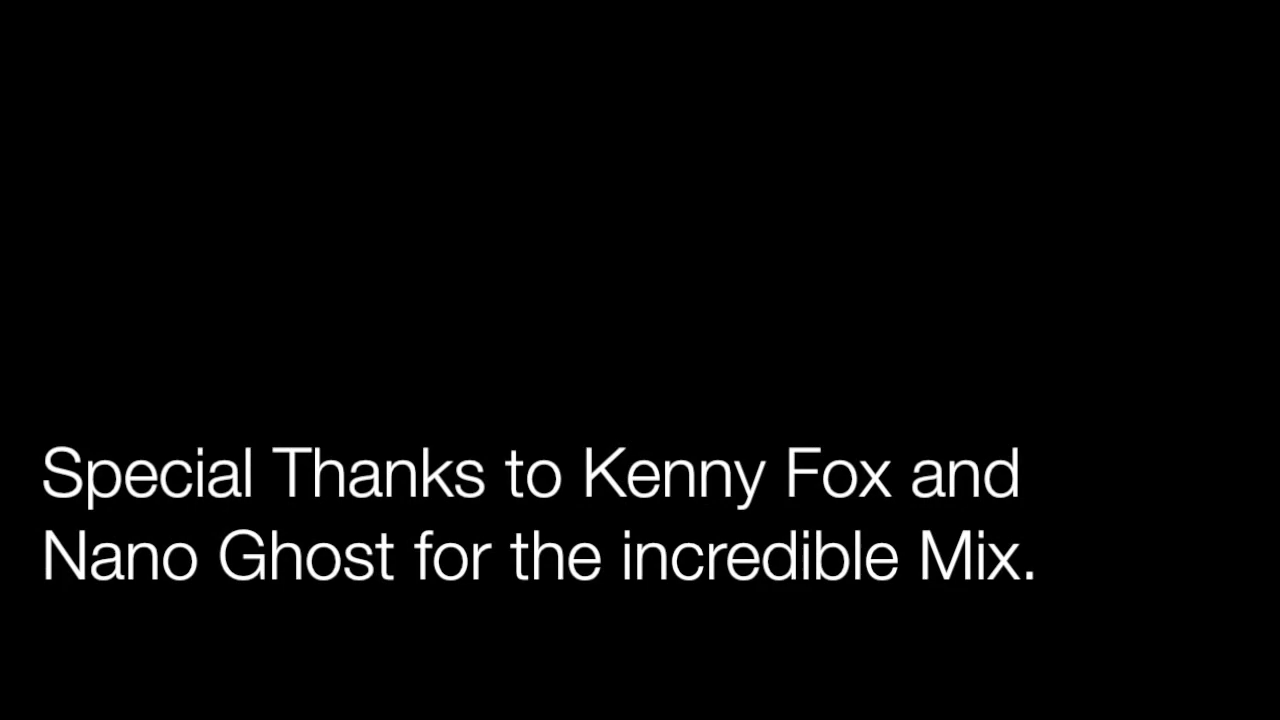 Special Thanks to Kenny Fox and
Nano Ghost for the incredible Mix.